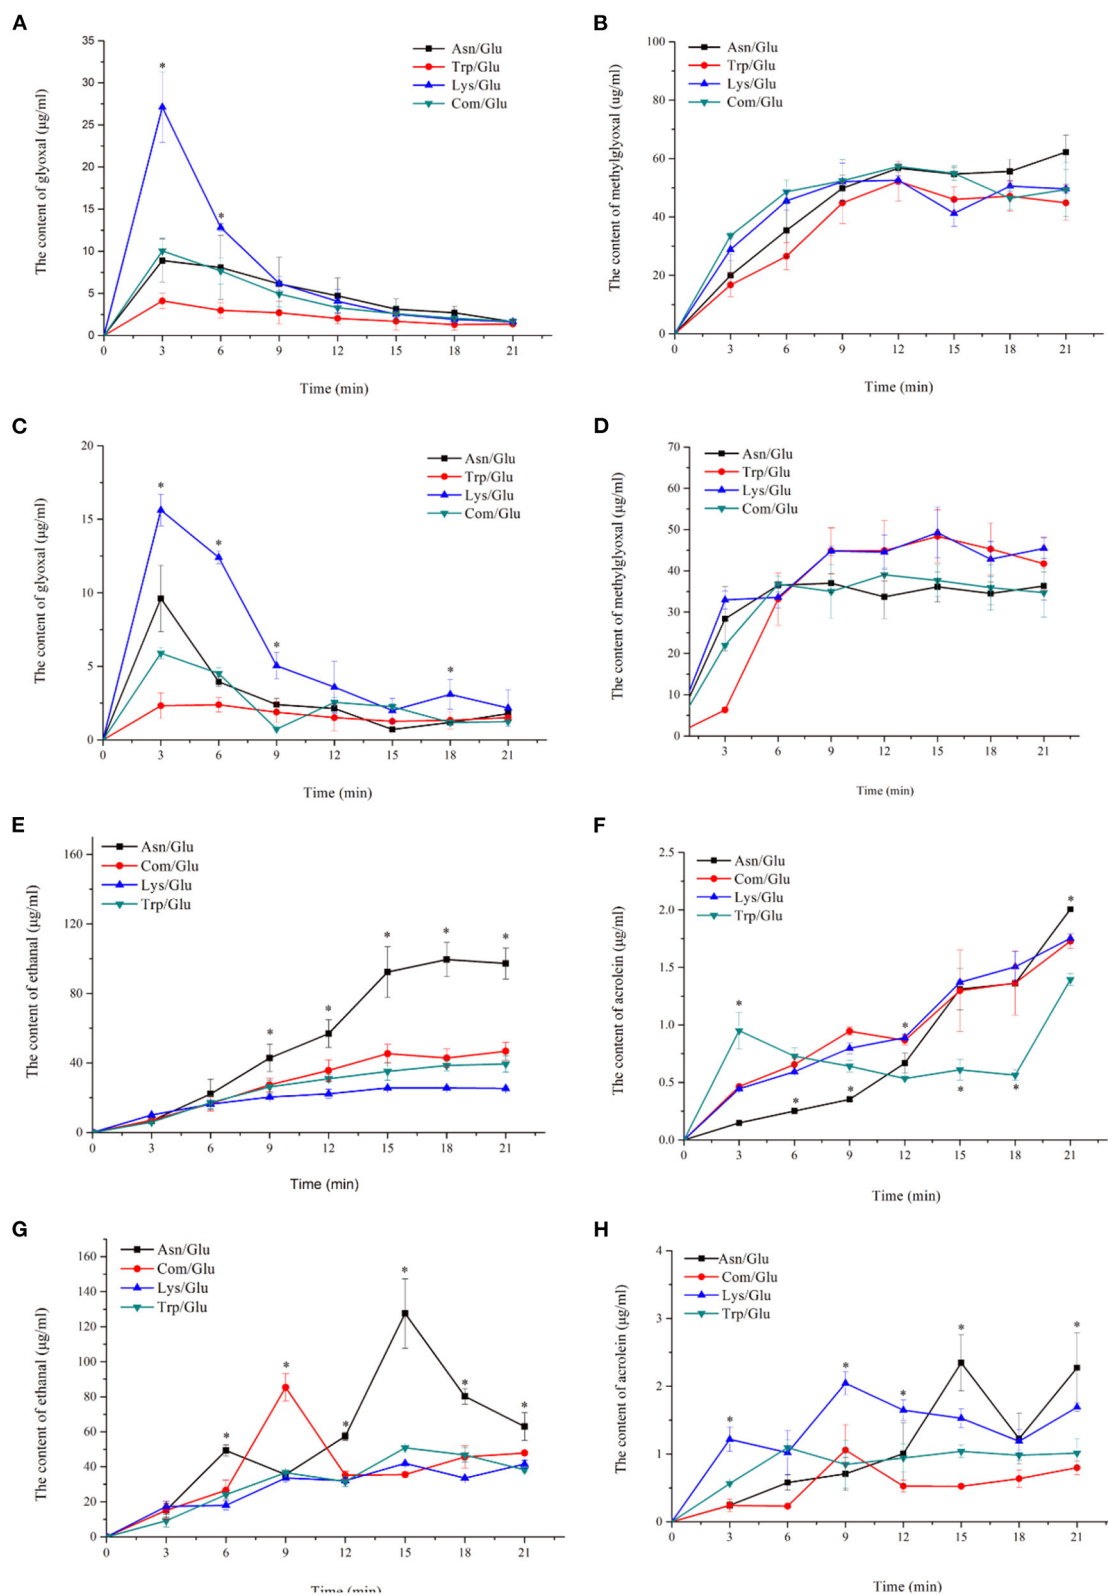 A
The content of glyoxal (μg/ml)
35
30
25
20
15
10
5
0
Asn/Glu
Trp/Glu
Lys/Glu
Com/Glu
*
*
0 3 6 9 12 15 18 21
Time (min)
B
The content of methylglyoxal (μg/ml)
100
80
60
40
20
0
Asn/Glu
Trp/Glu
Lys/Glu
Com/Glu
0 3 6 9 12 15 18 21
Time (min)
C
The content of glyoxal (μg/ml)
20
15
10
5
0
Asn/Glu
Trp/Glu
Lys/Glu
Com/Glu
*
*
*
*
0 3 6 9 12 15 18 21
Time (min)
D
The content of methylglyoxal (μg/ml)
70
60
50
40
30
20
10
0
Asn/Glu
Trp/Glu
Lys/Glu
Com/Glu
3 6 9 12 15 18 21
Time (min)
E
The content of ethanal (μg/ml)
160
120
80
40
0
Asn/Glu
Com/Glu
Lys/Glu
Trp/Glu
* * * * *
0 3 6 9 12 15 18 21
Time (min)
F
The content of acrolein (μg/ml)
2.5
2.0
1.5
1.0
0.5
0.0
Asn/Glu
Com/Glu
Lys/Glu
Trp/Glu
* * * * * * *
0 3 6 9 12 15 18 21
Time (min)
G
The content of ethanal (μg/ml)
160
140
120
100
80
60
40
20
0
Asn/Glu
Com/Glu
Lys/Glu
Trp/Glu
* * * * * *
0 3 6 9 12 15 18 21
Time (min)
H
The content of acrolein (μg/ml)
4
3
2
1
0
Asn/Glu
Com/Glu
Lys/Glu
Trp/Glu
* * * * *
0 3 6 9 12 15 18 21
Time (min)